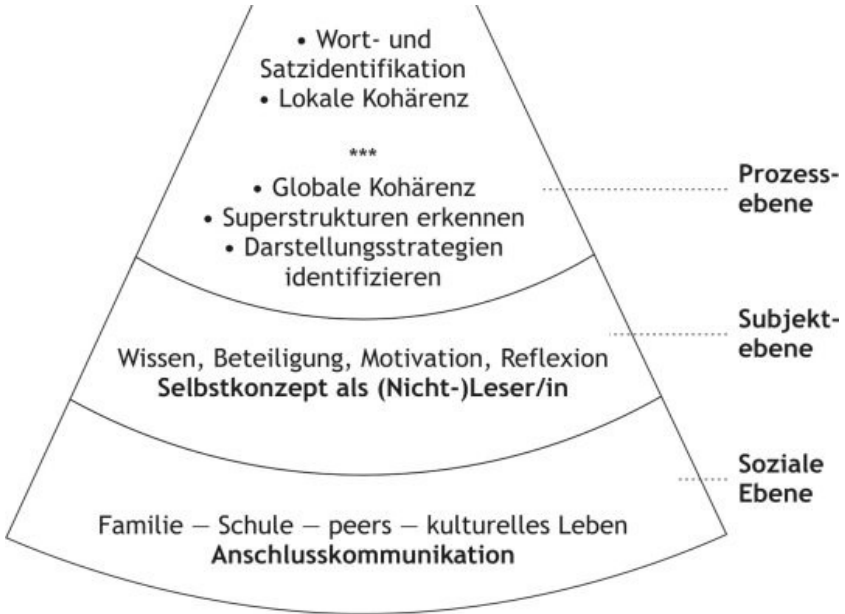 • Wort- und
Satzidentifikation
• Lokale Kohärenz
***
• Globale Kohärenz
• Superstrukturen erkennen
• Darstellungsstrategien
identifizieren
Prozess-
ebene
Wissen, Beteiligung, Motivation, Reflexion
Selbstkonzept als (Nicht-)Leser/in
Subjekt-
ebene
Familie – Schule – peers – kulturelles Leben
Anschlusskommunikation
Soziale
Ebene